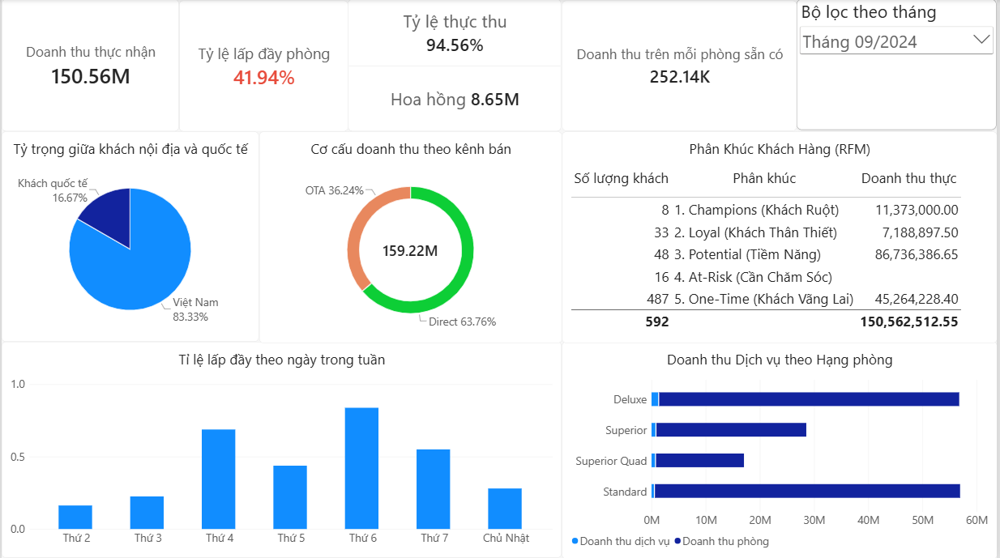 Doanh thu thực nhận
150.56M
Tỷ lệ lấp đầy phòng
41.94%
Tỷ lệ thực thu
94.56%
Hoa hồng 8.65M
Doanh thu trên mỗi phòng sẵn có
252.14K
Bộ lọc theo tháng
Tháng 09/2024
Tỷ trọng giữa khách nội địa và quốc tế
Khách quốc tế
16.67%
Việt Nam
83.33%
Cơ cấu doanh thu theo kênh bán
OTA 36.24%
159.22M
Direct 63.76%
Phân Khúc Khách Hàng (RFM)
Số lượng khách Phân khúc Doanh thu thực
8 1. Champions (Khách Ruột) 11,373,000.00
33 2. Loyal (Khách Thân Thiết) 7,188,897.50
48 3. Potential (Tiềm Năng) 86,736,386.65
16 4. At-Risk (Cần Chăm Sóc)
487 5. One-Time (Khách Vãng Lai) 45,264,228.40
592 150,562,512.55
Tỉ lệ lấp đầy theo ngày trong tuần
1.0
0.5
0.0
Thứ 2 Thứ 3 Thứ 4 Thứ 5 Thứ 6 Thứ 7 Chủ Nhật
Doanh thu Dịch vụ theo Hạng phòng
Deluxe
Superior
Superior Quad
Standard
0M 10M 20M 30M 40M 50M 60M
Doanh thu dịch vụ Doanh thu phòng